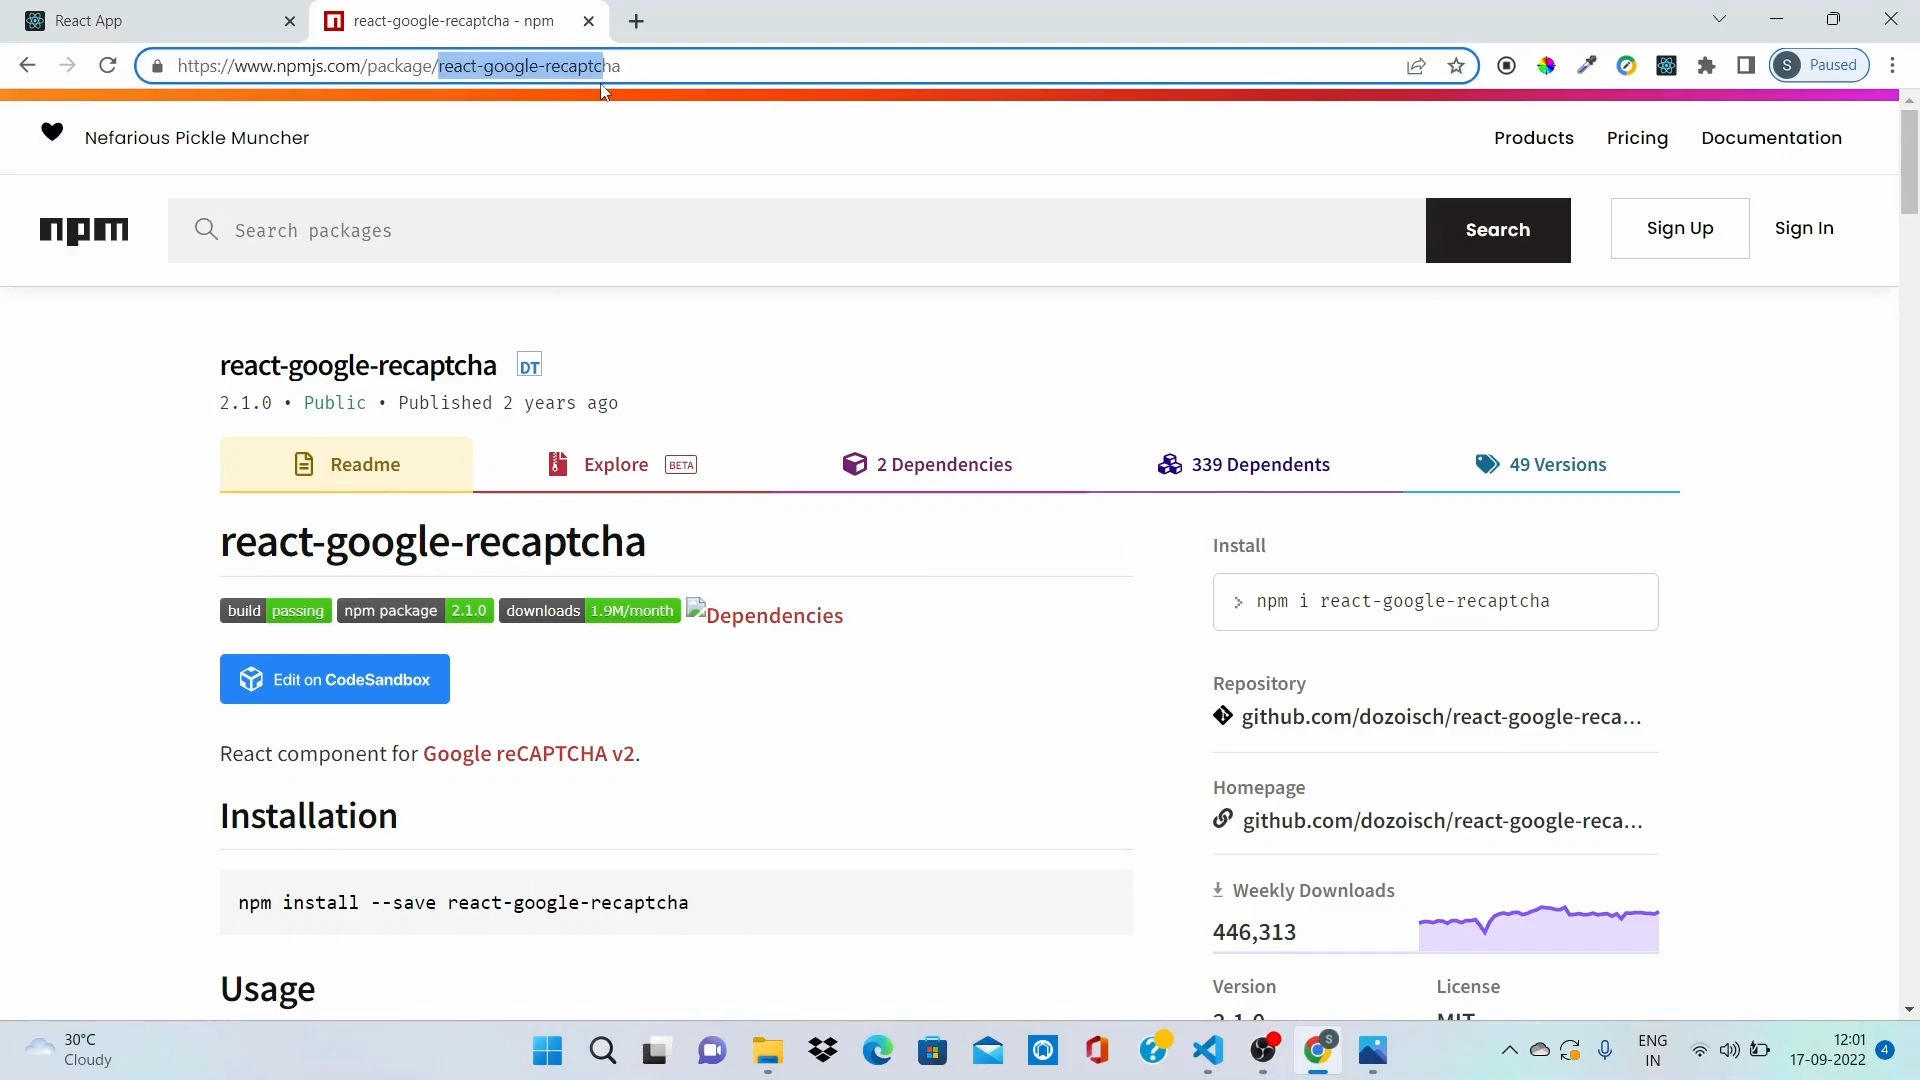 React App
react-google-recaptcha - npm
https://www.npmjs.com/package/react-google-recaptcha
S Paused
Nefarious Pickle Muncher
Products Pricing Documentation
npm
Search packages
Search
Sign Up
Sign In
react-google-recaptcha DT
2.1.0 • Public • Published 2 years ago
Readme
Explore BETA
2 Dependencies
339 Dependents
49 Versions
react-google-recaptcha
build passing npm package 2.1.0 downloads 1.9M/month Dependencies
Edit on CodeSandbox
React component for Google reCAPTCHA v2.
Installation
npm install --save react-google-recaptcha
Usage
Install
> npm i react-google-recaptcha
Repository
github.com/dozoisch/react-google-reca...
Homepage
github.com/dozoisch/react-google-reca...
Weekly Downloads
446,313
Version License
2.1.0 MIT
30°C
Cloudy
S
ENG
IN
12:01
17-09-2022
4